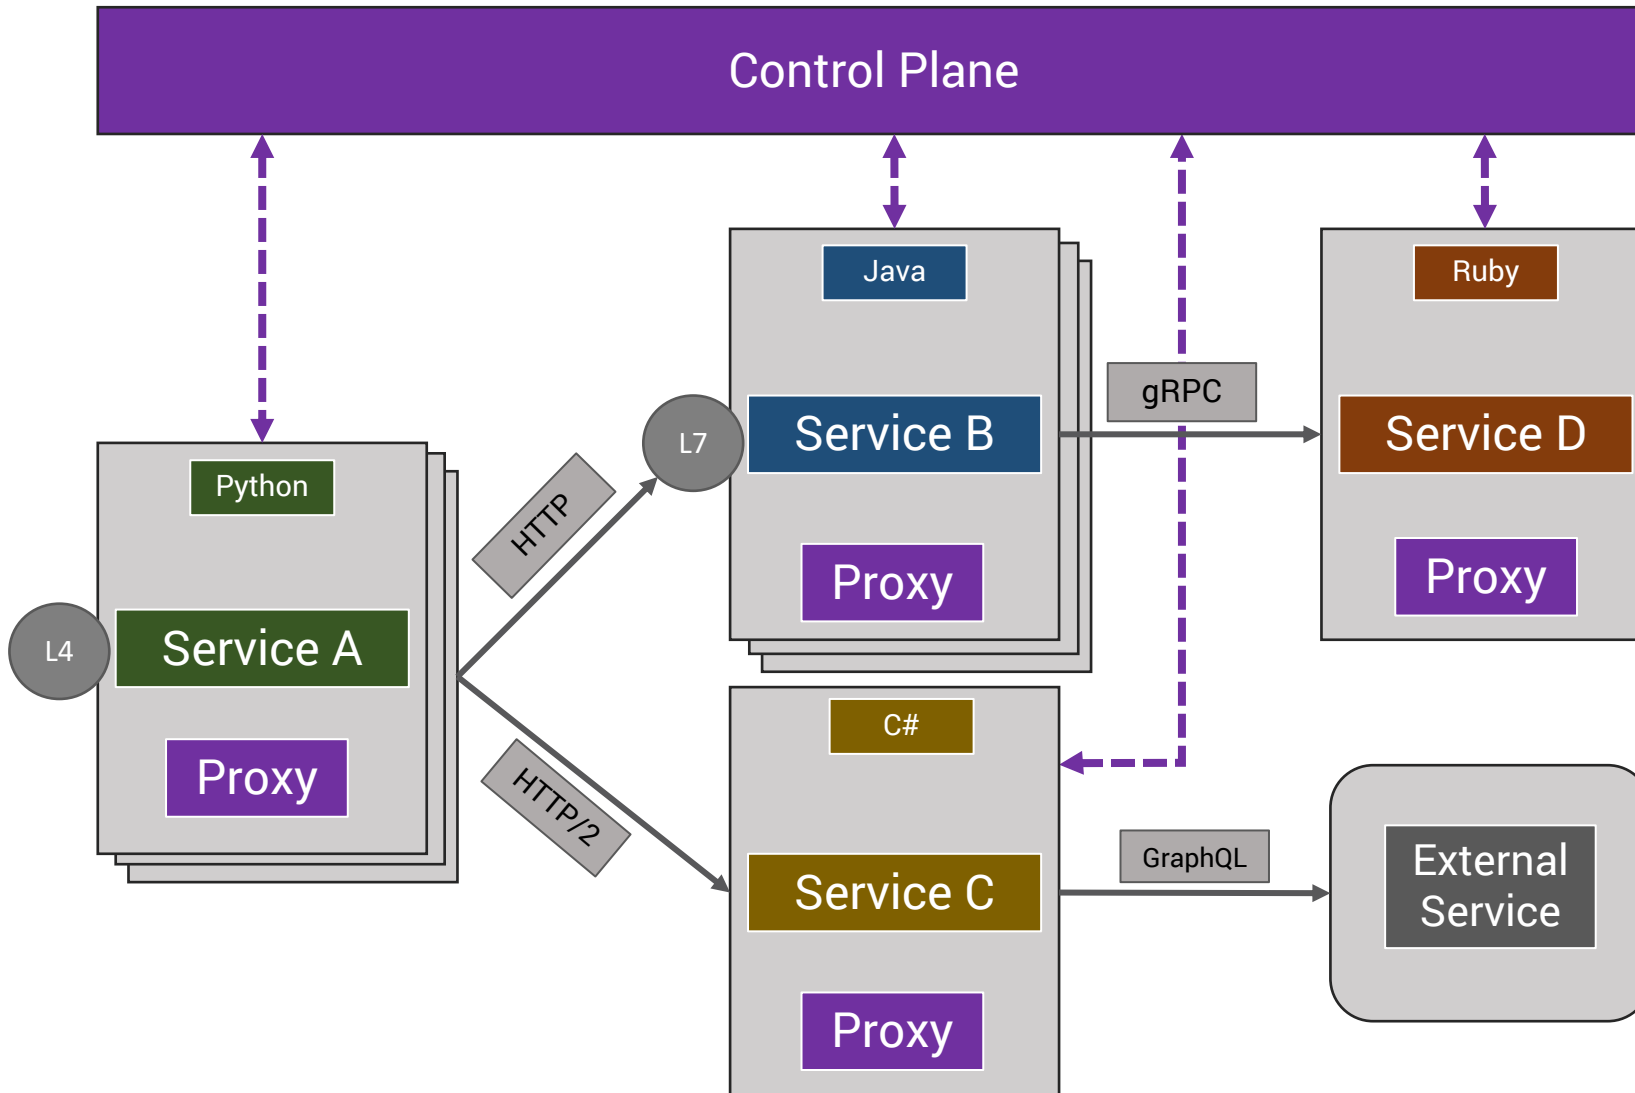 Control Plane
Java
Ruby
gRPC
L7
Service B
Service D
Python
HTTP
Proxy
Proxy
L4
Service A
C#
Proxy
HTTP/2
GraphQL
Service C
External
Service
Proxy